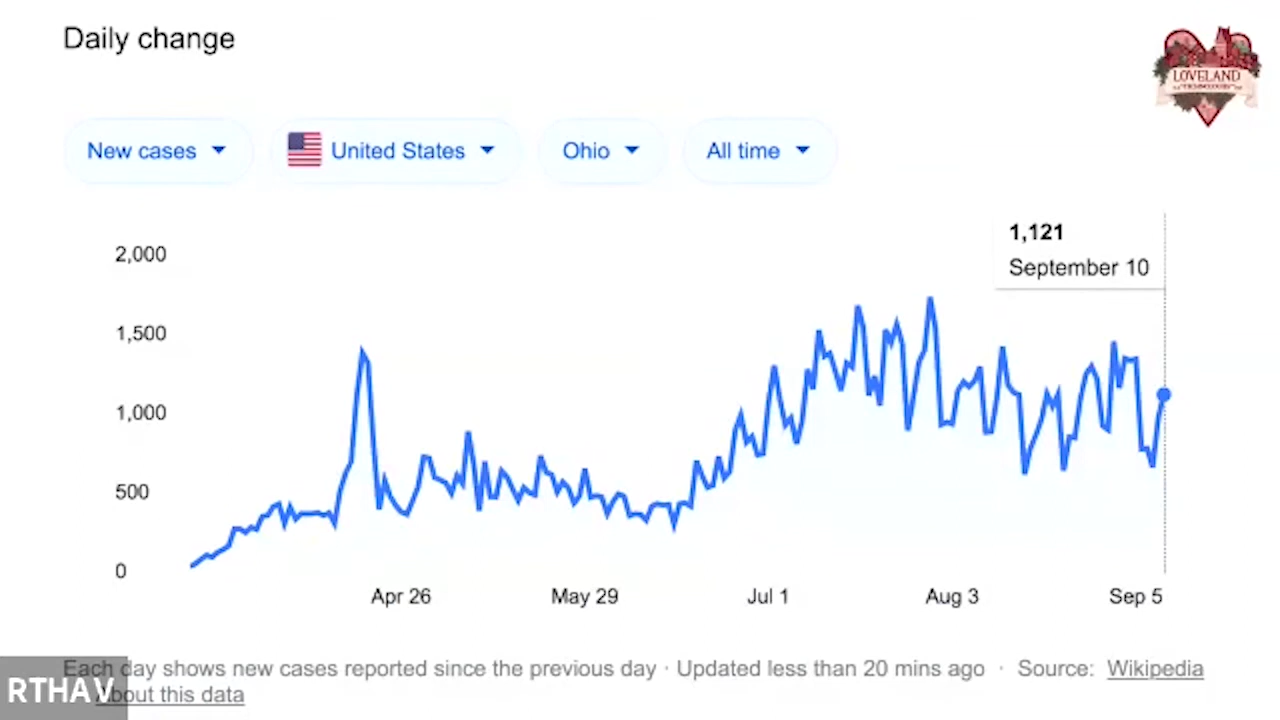 Daily change
LOVELAND
New cases
United States
Ohio
All time
1,121
September 10
2,000
1,500
1,000
500
0
Apr 26
May 29
Jul 1
Aug 3
Sep 5
Each day shows new cases reported since the previous day · Updated less than 20 mins ago · Source: Wikipedia
About this data
RTHAV